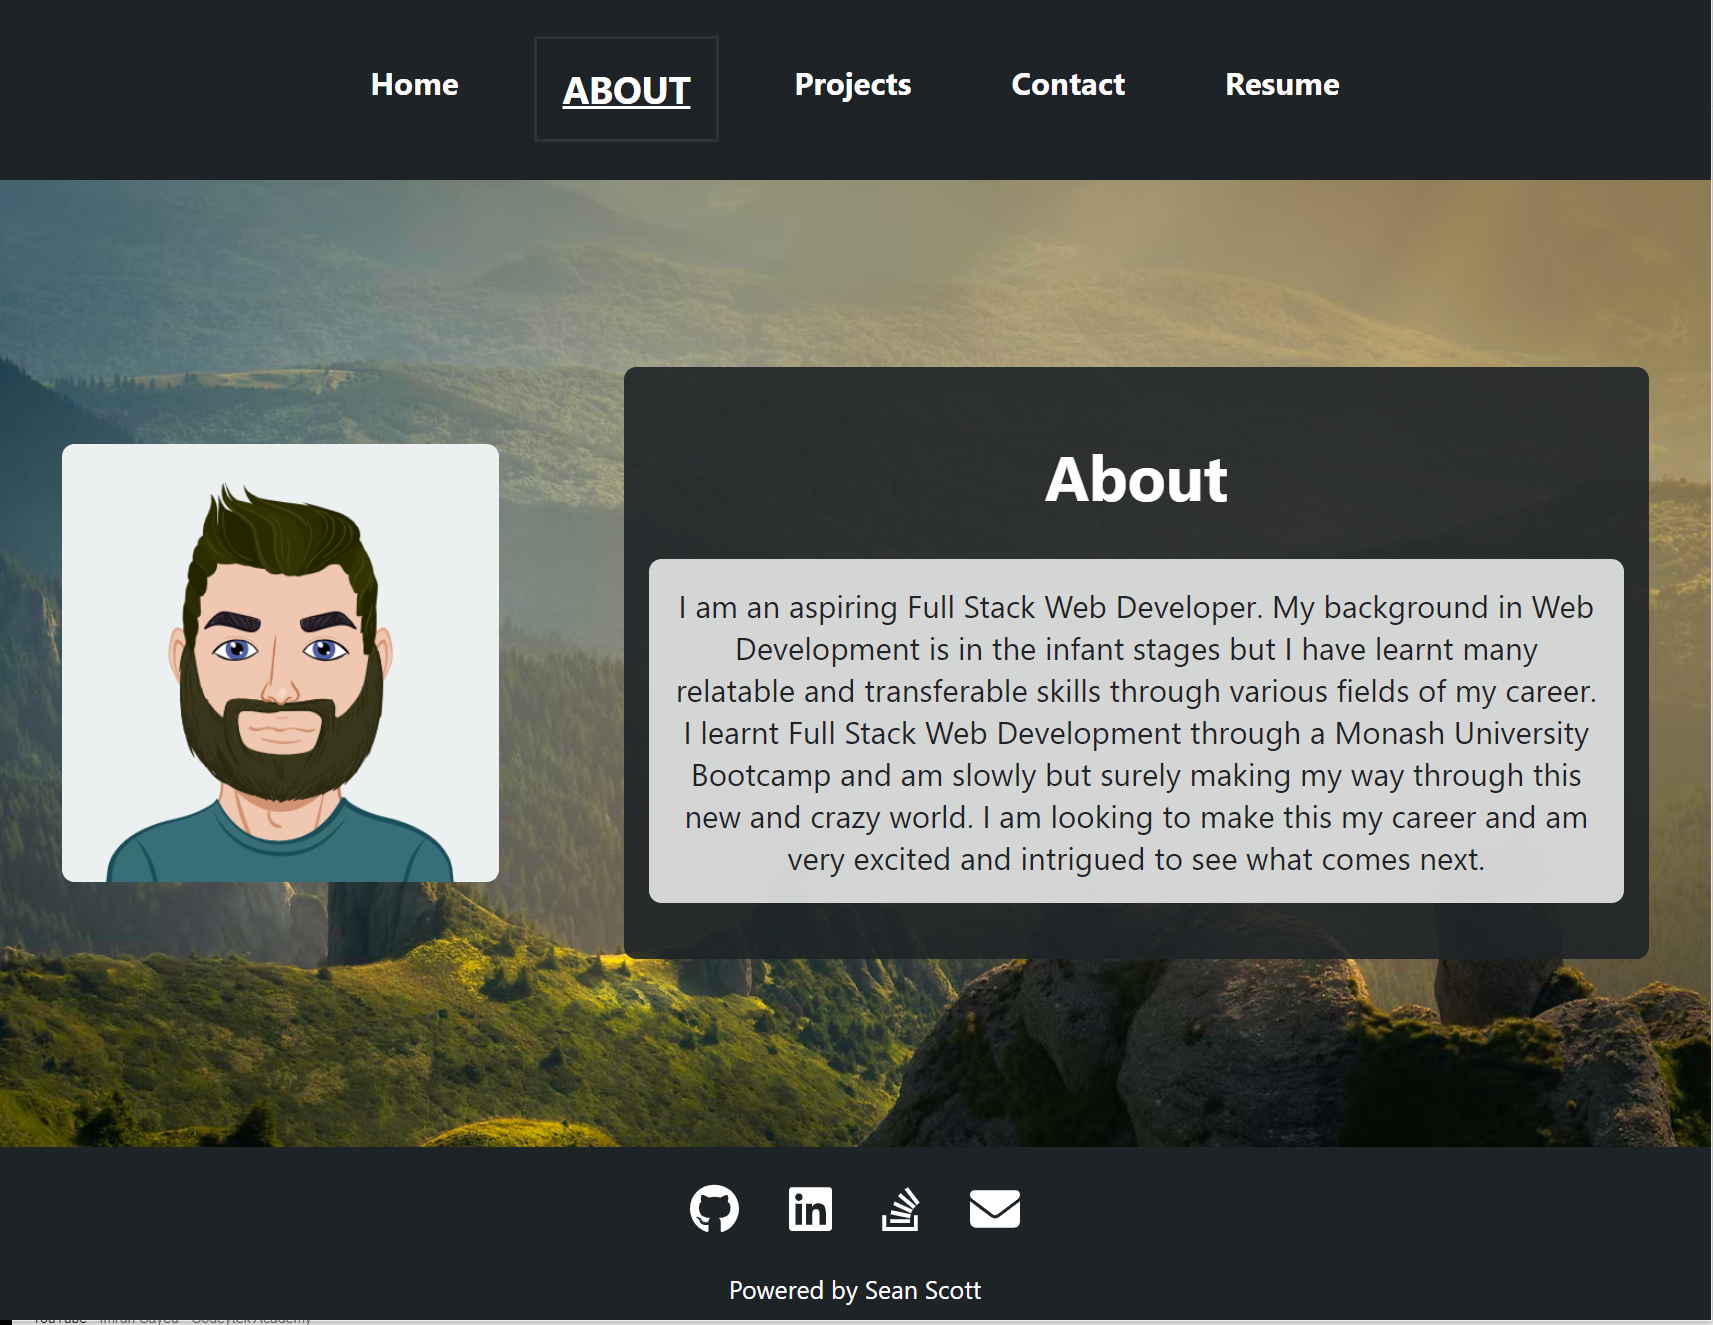 Home
ABOUT
Projects
Contact
Resume
About
I am an aspiring Full Stack Web Developer. My background in Web
Development is in the infant stages but I have learnt many
relatable and transferable skills through various fields of my career.
I learnt Full Stack Web Development through a Monash University
Bootcamp and am slowly but surely making my way through this
new and crazy world. I am looking to make this my career and am
very excited and intrigued to see what comes next.
in
Powered by Sean Scott